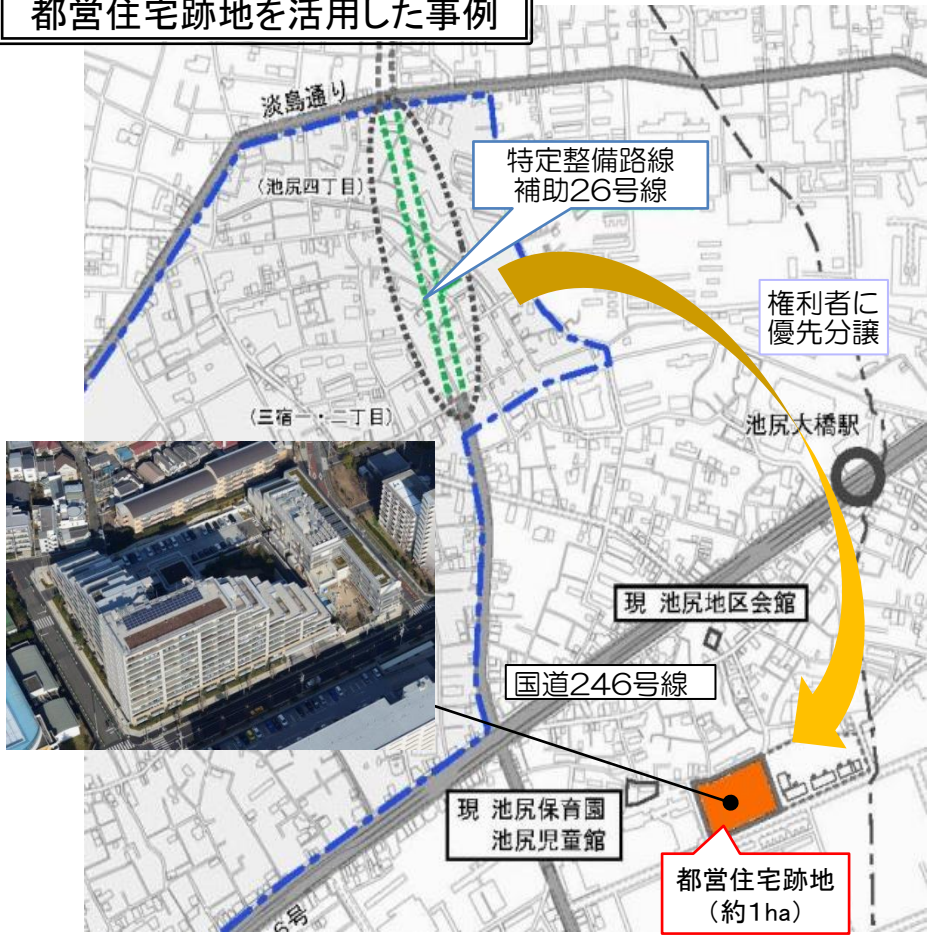 都営住宅跡地を活用した事例
淡島通り
(池尻四丁目)
特定整備路線
補助26号線
権利者に
優先分譲
(三宿一・二丁目)
池尻大橋駅
現 池尻地区会館
国道246号線
現 池尻保育園
池尻児童館
都営住宅跡地
(約1ha)
6号